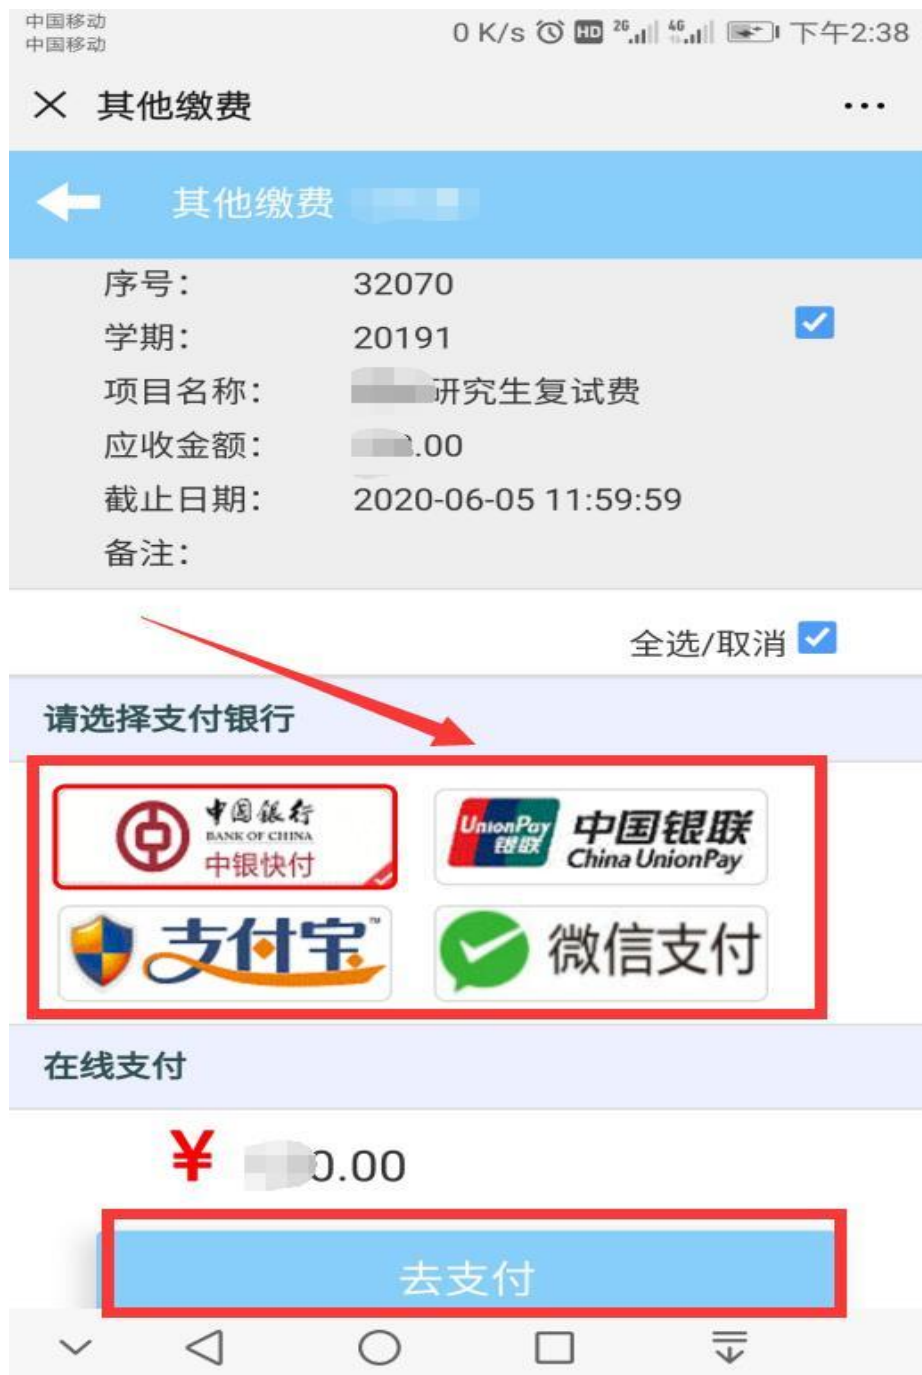 中国移动
中国移动
0 K/s HD 2G 4G 下午2:38
其他缴费
其他缴费
序号： 32070
学期： 20191
项目名称： 研究生复试费
应收金额： .00
截止日期： 2020-06-05 11:59:59
备注：
全选/取消
请选择支付银行
中国银行
BANK OF CHINA
中银快付
UnionPay
银联
中国银联
China UnionPay
支付宝™
微信支付
在线支付
¥ 0.00
去支付